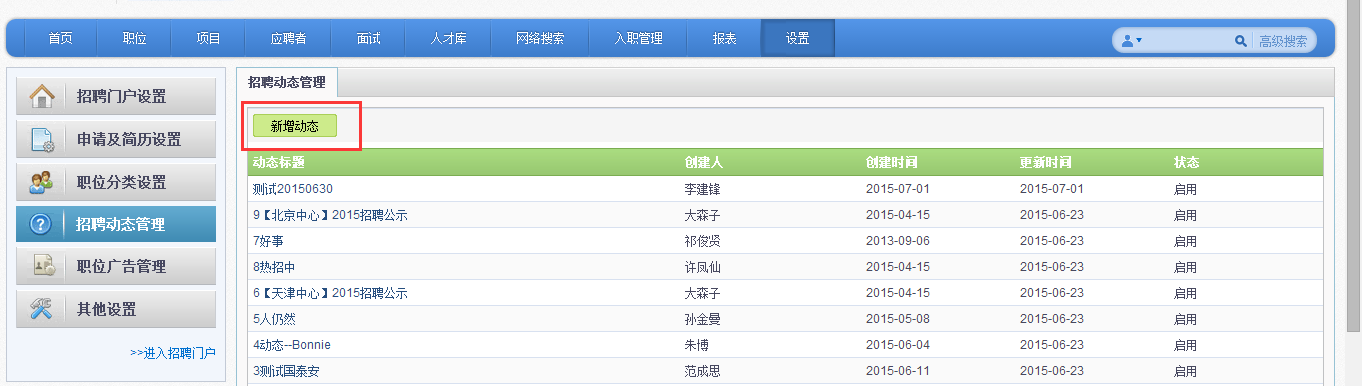 首页 职位 项目 应聘者 面试 人才库 网络搜索 入职管理 报表 设置 高级搜索
招聘门户设置
申请及简历设置
职位分类设置
招聘动态管理
职位广告管理
其他设置
>>进入招聘门户
招聘动态管理
新增动态
动态标题 创建人 创建时间 更新时间 状态
测试20150630 李建锋 2015-07-01 2015-07-01 启用
9【北京中心】2015招聘公示 大森子 2015-04-15 2015-06-23 启用
7好事 祁俊贤 2013-09-06 2015-06-23 启用
8热招中 许凤仙 2015-04-15 2015-06-23 启用
6【天津中心】2015招聘公示 大森子 2015-04-15 2015-06-23 启用
5人仍然 孙金曼 2015-05-08 2015-06-23 启用
4动态--Bonnie 朱博 2015-06-04 2015-06-23 启用
3测试国泰安 范成思 2015-06-11 2015-06-23 启用